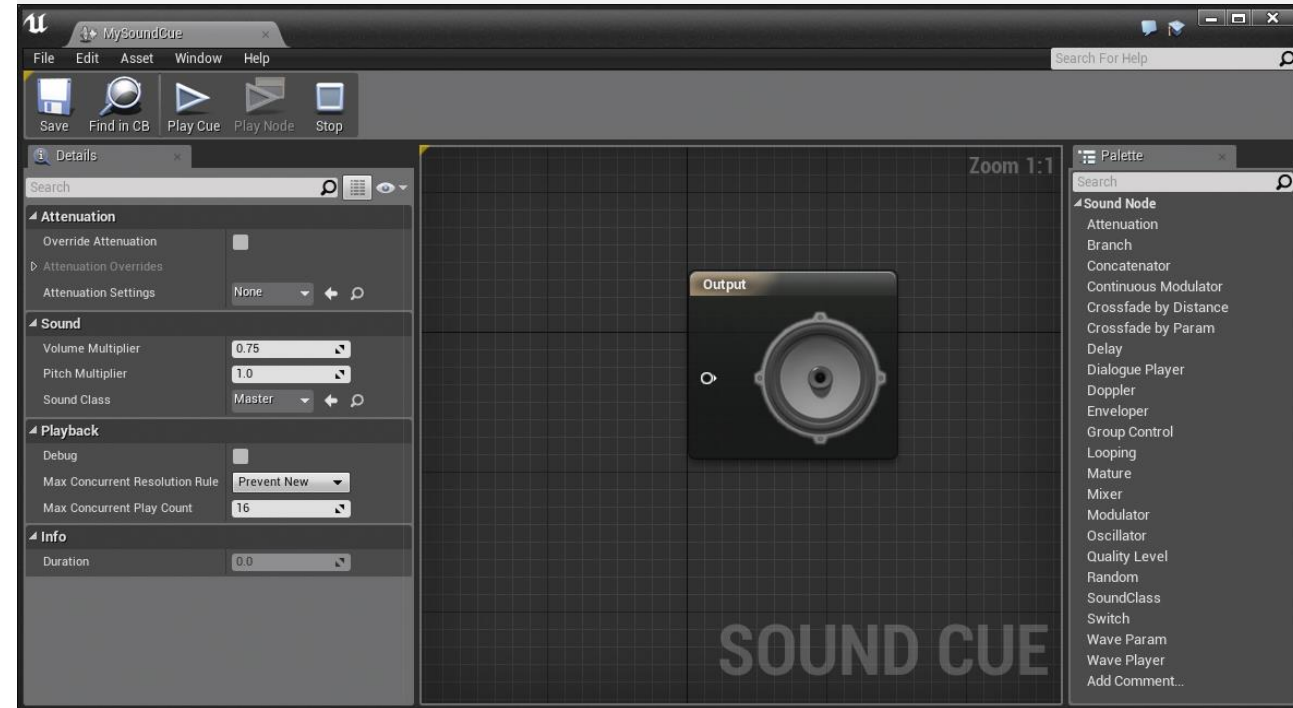 MySoundCue
File Edit Asset Window Help
Search For Help
Save Find in CB Play Cue Play Node Stop
Details
Search
Attenuation
Override Attenuation
Attenuation Overrides
Attenuation Settings None
Sound
Volume Multiplier 0.75
Pitch Multiplier 1.0
Sound Class Master
Playback
Debug
Max Concurrent Resolution Rule Prevent New
Max Concurrent Play Count 16
Info
Duration 0.0
Zoom 1:1
Output
SOUND CUE
Palette
Search
Sound Node
Attenuation
Branch
Concatenator
Continuous Modulator
Crossfade by Distance
Crossfade by Param
Delay
Dialogue Player
Doppler
Enveloper
Group Control
Looping
Mature
Mixer
Modulator
Oscillator
Quality Level
Random
SoundClass
Switch
Wave Param
Wave Player
Add Comment...